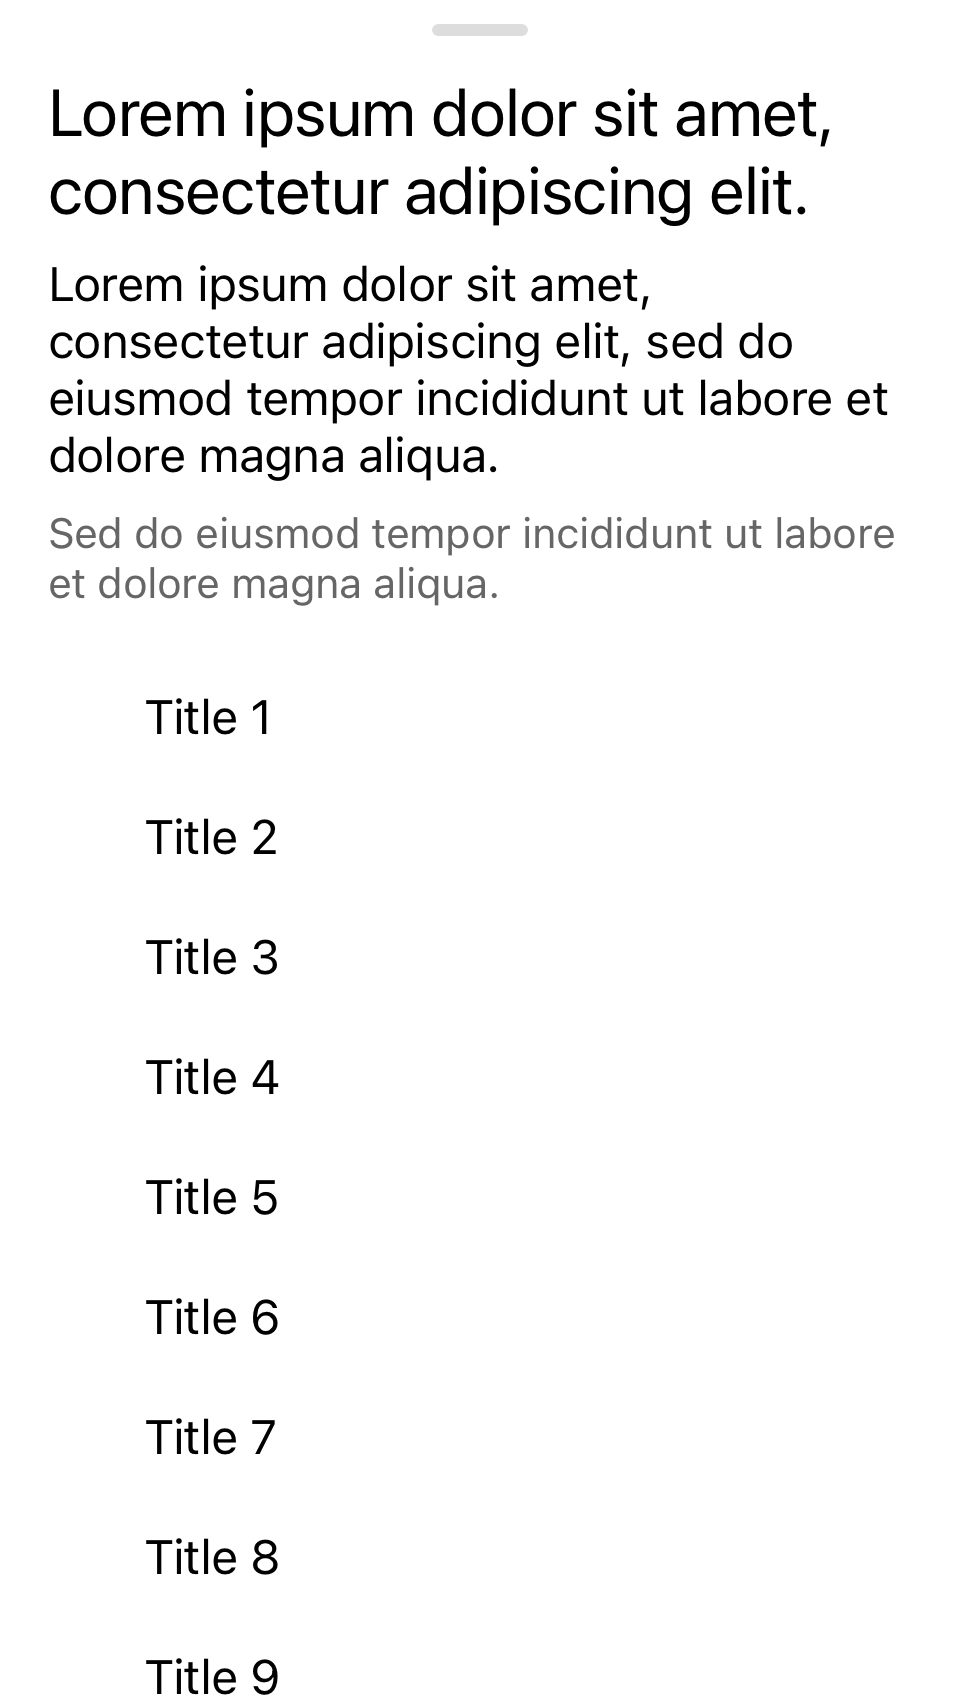 Lorem ipsum dolor sit amet,
consectetur adipiscing elit.
Lorem ipsum dolor sit amet,
consectetur adipiscing elit, sed do
eiusmod tempor incididunt ut labore et
dolore magna aliqua.
Sed do eiusmod tempor incididunt ut labore
et dolore magna aliqua.
Title 1
Title 2
Title 3
Title 4
Title 5
Title 6
Title 7
Title 8
Title 9